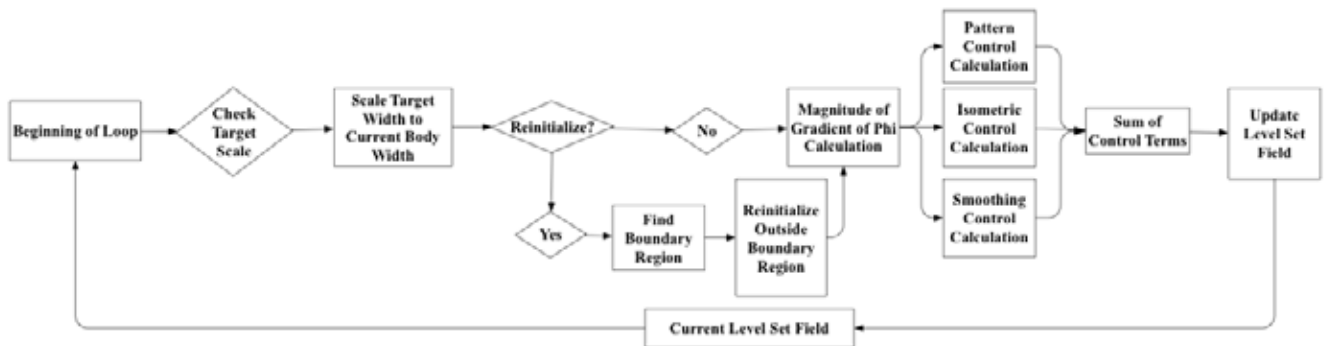 Beginning of Loop
Check
Target
Scale
Scale Target
Width to
Current Body
Width
Reinitialize?
No
Yes
Find
Boundary
Region
Reinitialize
Outside
Boundary
Region
Magnitude of
Gradient of Phi
Calculation
Pattern
Control
Calculation
Isometric
Control
Calculation
Smoothing
Control
Calculation
Sum of
Control Terms
Update
Level Set
Field
Current Level Set Field